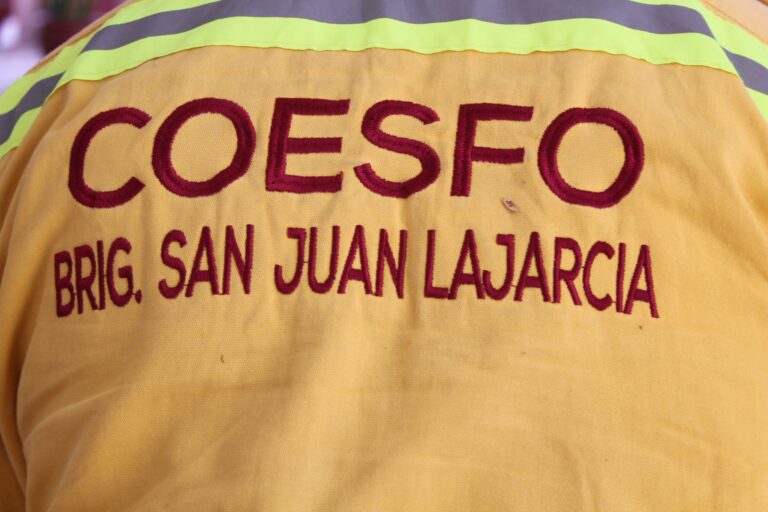 COESFO
BRIG. SAN JUAN LAJARCIA